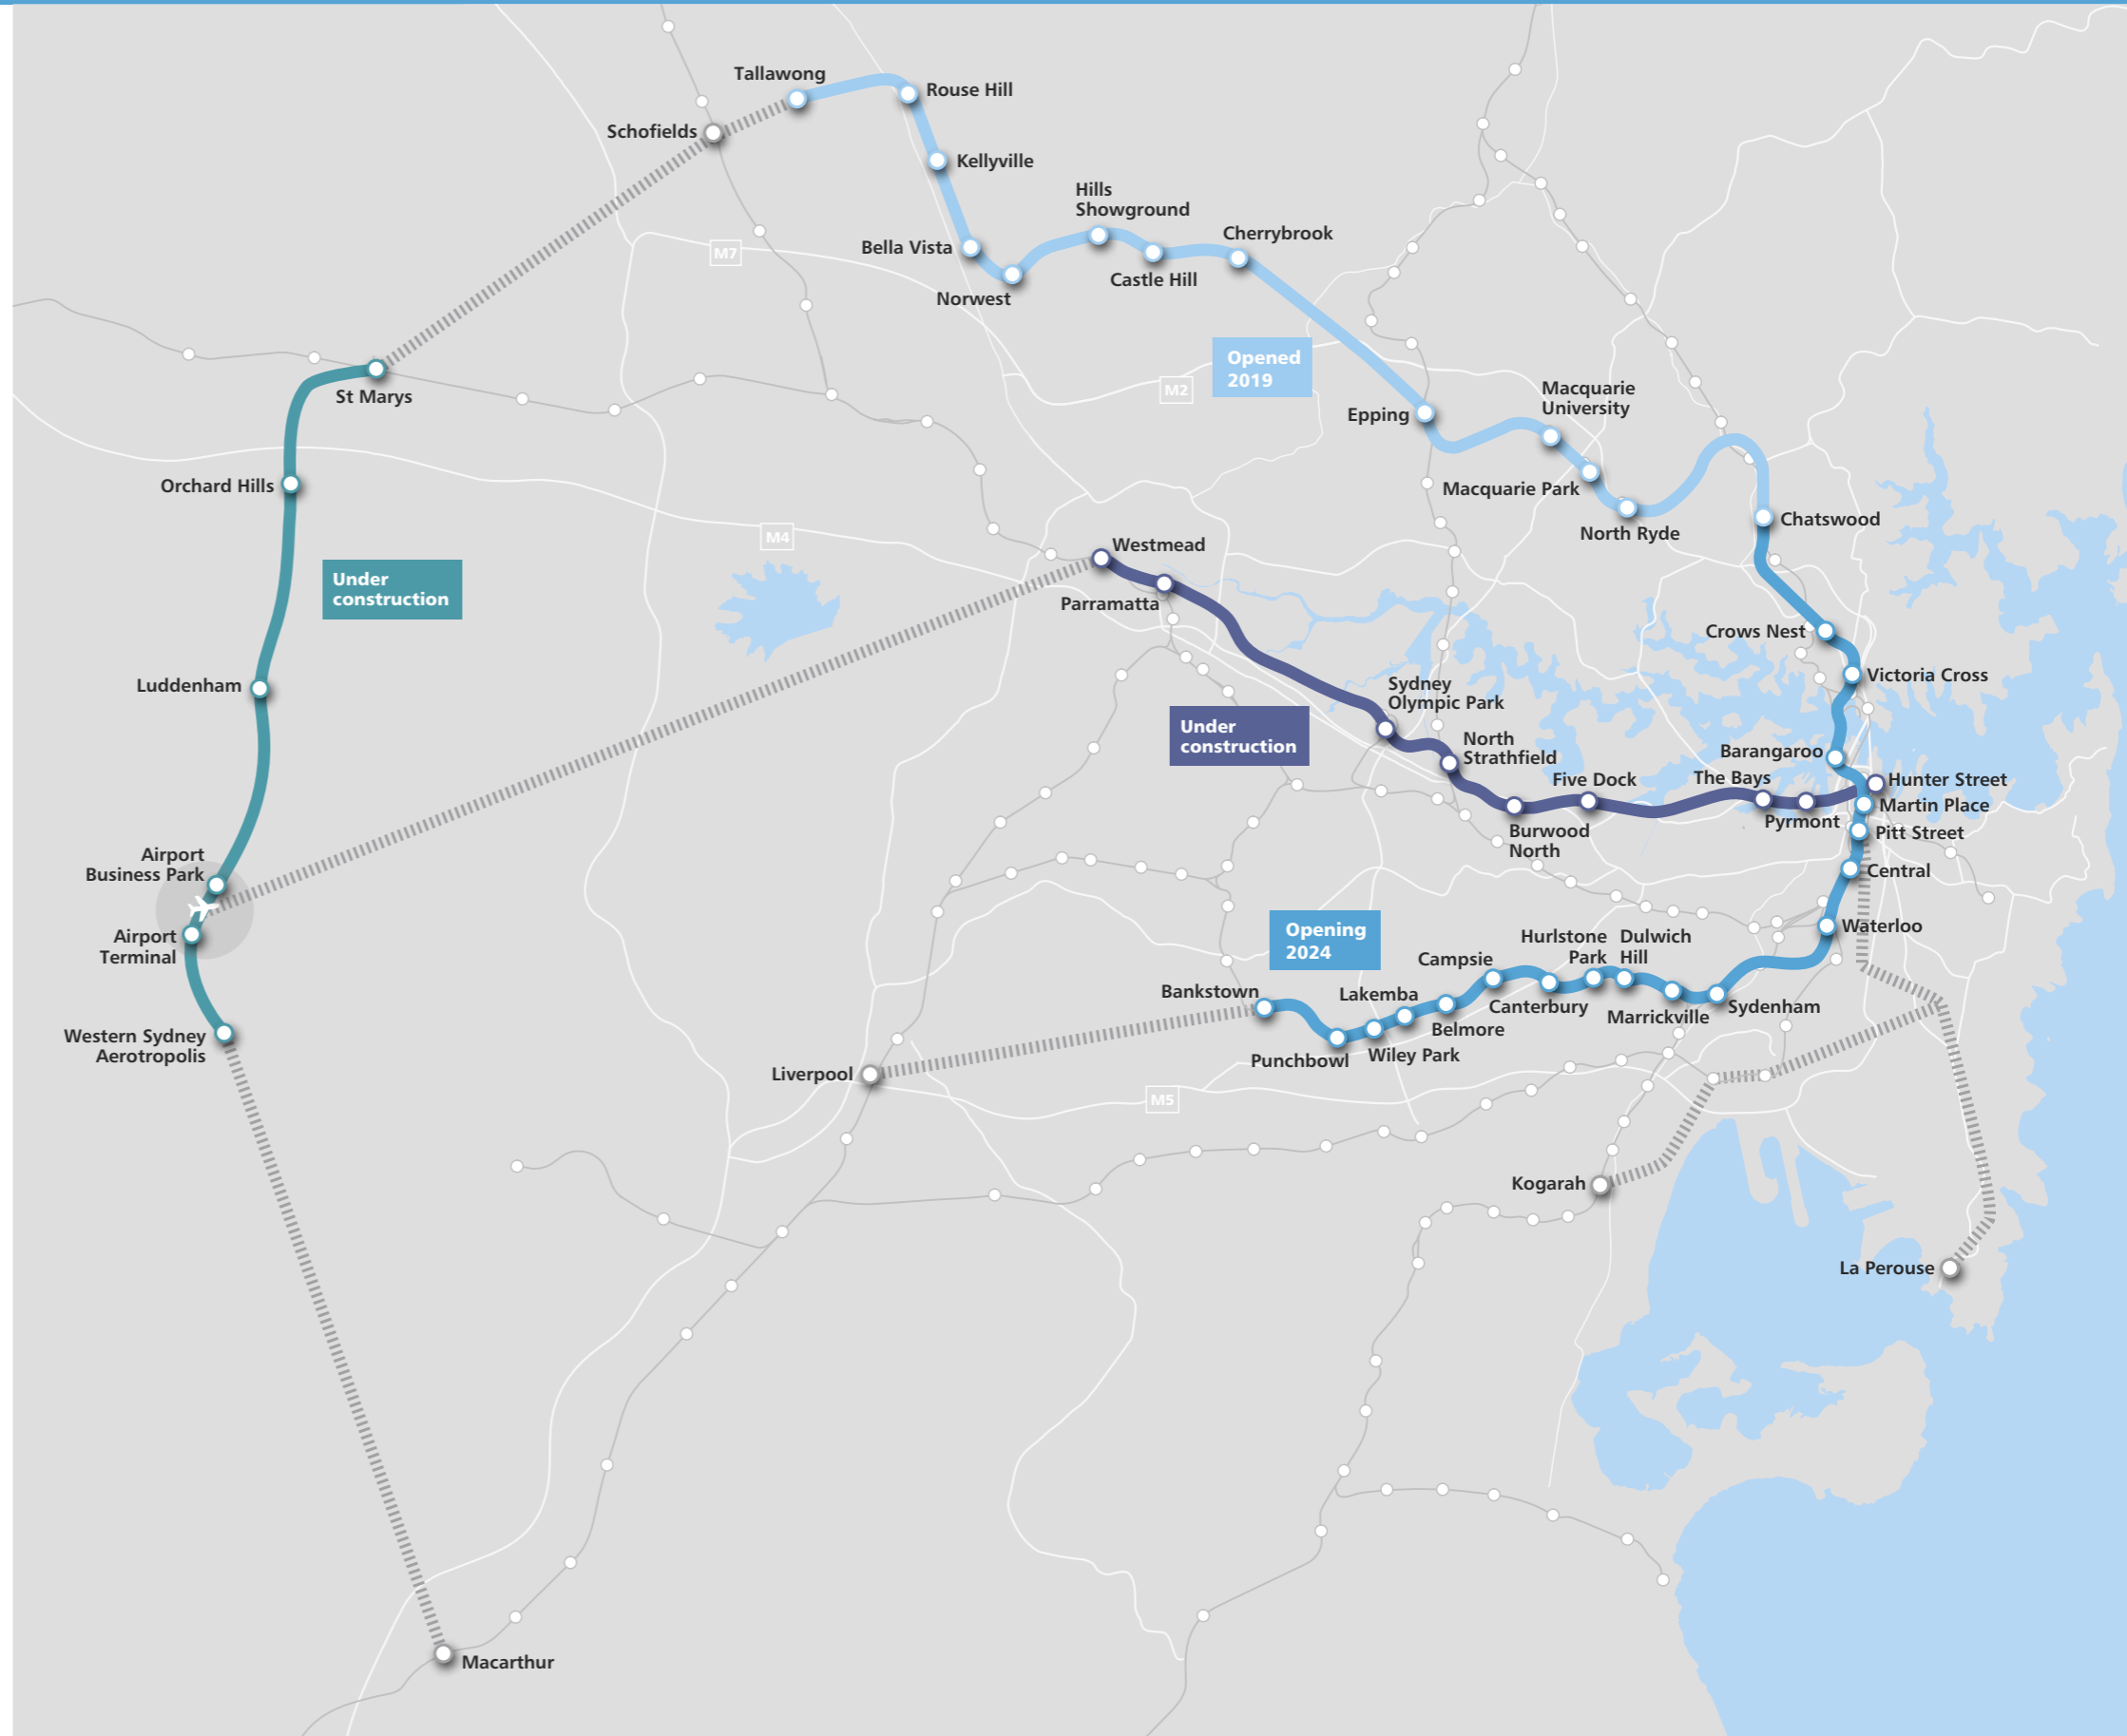 Tallawong
Rouse Hill
Schofields
Kellyville
Hills
Showground
Cherrybrook
Bella Vista
M7
Castle Hill
Norwest
Opened
2019
M2
St Marys
Macquarie
University
Epping
Orchard Hills
Macquarie Park
North Ryde
Chatswood
M4
Westmead
Under
construction
Parramatta
Crows Nest
Victoria Cross
Luddenham
Sydney
Olympic Park
Under
construction
North
Strathfield
Barangaroo
Five Dock
The Bays
Hunter Street
Martin Place
Pyrmont
Pitt Street
Burwood
North
Airport
Business Park
Central
Airport
Terminal
Opening
2024
Waterloo
Hurlstone
Park
Dulwich
Hill
Campsie
Bankstown
Lakemba
Canterbury
Sydenham
Marrickville
Belmore
Western Sydney
Aerotropolis
Punchbowl
Wiley Park
Liverpool
M5
Kogarah
La Perouse
Macarthur